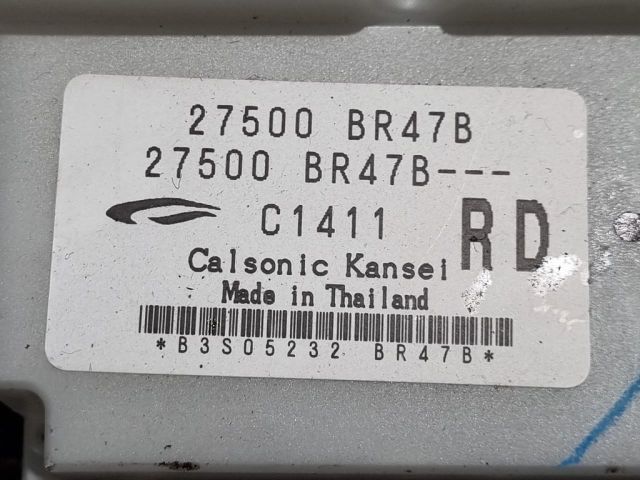 27500 BR47B
27500 BR47B---
C1411 RD
Calsonic Kansei
Made in Thailand
*B3S05232 BR47B*